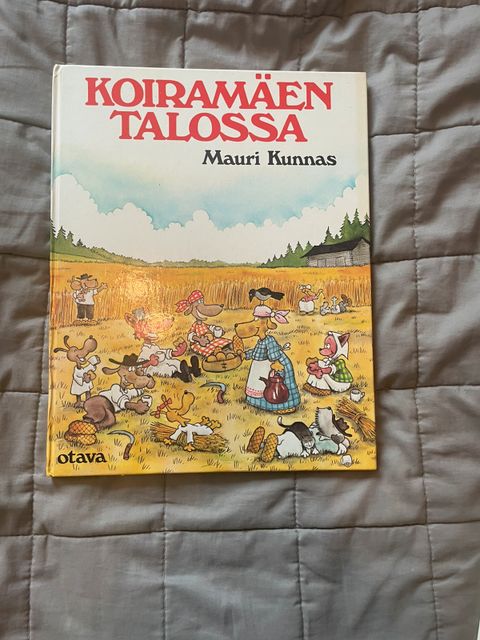 KOIRAMÄEN
TALOSSA
Mauri Kunnas
otava